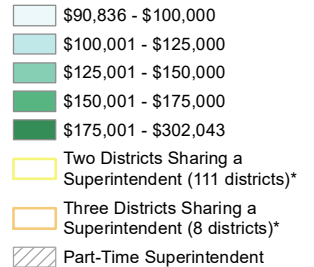 $90,836 - $100,000
$100,001 - $125,000
$125,001 - $150,000
$150,001 - $175,000
$175,001 - $302,043
Two Districts Sharing a
Superintendent (111 districts)*
Three Districts Sharing a
Superintendent (8 districts)*
Part-Time Superintendent